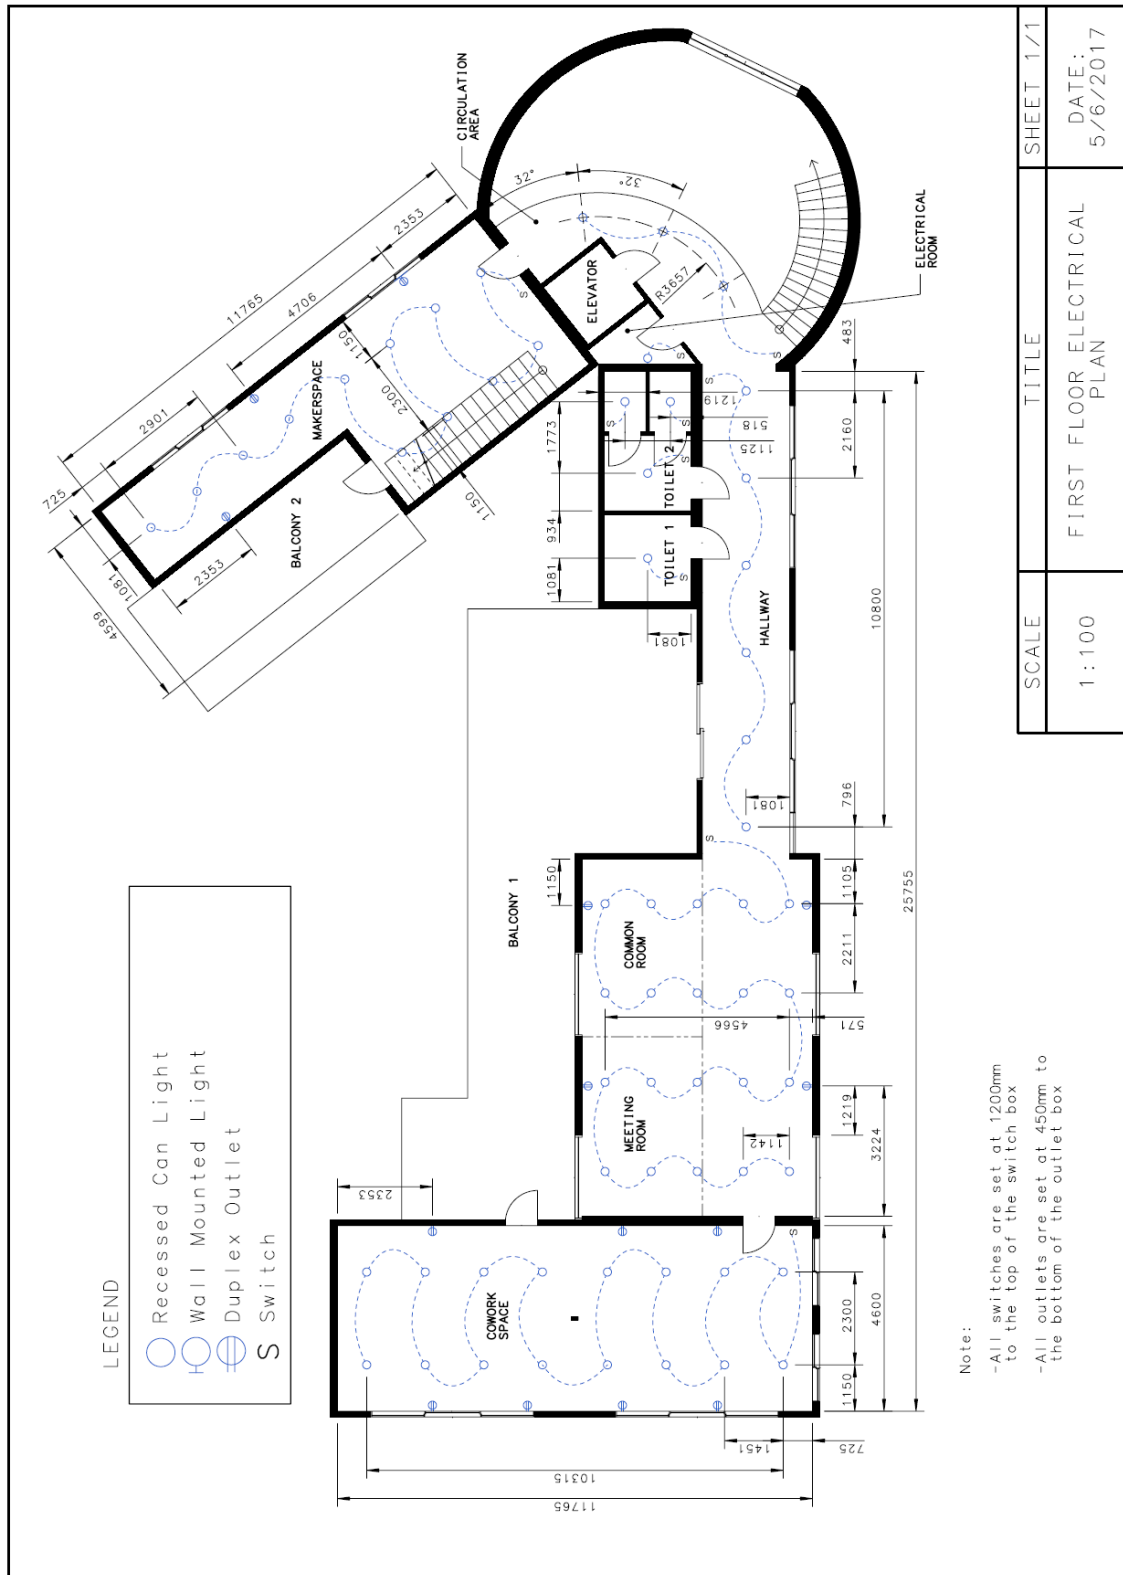 LEGEND
Recessed Can Light
Wall Mounted Light
Duplex Outlet
S Switch
4599
1081
725
2901
11765
4706
2353
1150
2300
MAKERSPACE
S
2353
BALCONY 2
1150
CIRCULATION
AREA
32°
32°
ELEVATOR
R3657
ELECTRICAL
ROOM
S
S
483
S
1219
518
1125
1773
S
S
TOILET 2
934
TOILET 1
1081
S
1081
2160
HALLWAY
10800
1081
796
S
BALCONY 1
1150
1105
25755
COMMON
ROOM
2211
4566
571
MEETING
ROOM
1142
1219
3224
2353
S
COWORK
SPACE
2300
4600
1150
1451
725
10315
11765
Note:
-All switches are set at 1200mm
to the top of the switch box
-All outlets are set at 450mm to
the bottom of the outlet box
SCALE
1:100
TITLE
FIRST FLOOR ELECTRICAL
PLAN
SHEET 1/1
DATE:
5/6/2017